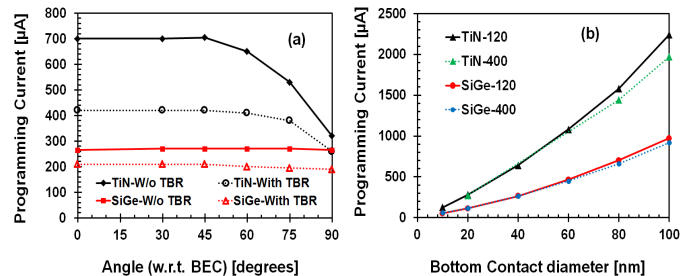 Programming Current [µA]
800
700
600
500
400
300
200
100
0
(a)
TiN-W/o TBR
TiN-With TBR
SiGe-W/o TBR
SiGe-With TBR
0 15 30 45 60 75 90
Angle (w.r.t. BEC) [degrees]
Programming Current [µA]
2500
2000
1500
1000
500
0
(b)
TiN-120
TiN-400
SiGe-120
SiGe-400
0 20 40 60 80 100
Bottom Contact diameter [nm]